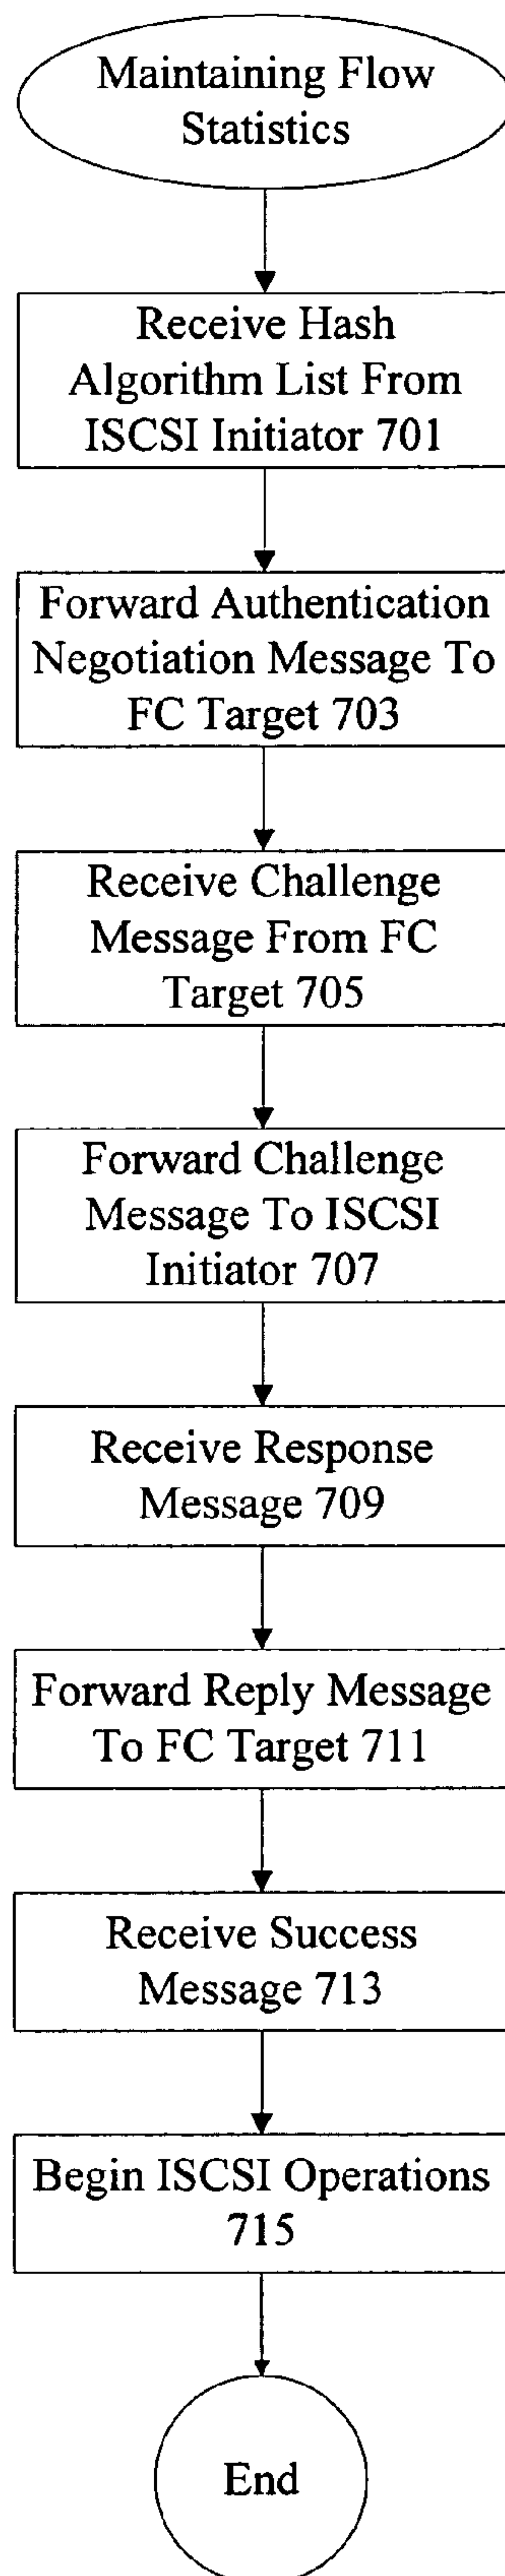 Maintaining Flow
Statistics
Receive Hash
Algorithm List From
ISCSI Initiator 701
Forward Authentication
Negotiation Message To
FC Target 703
Receive Challenge
Message From FC
Target 705
Forward Challenge
Message To ISCSI
Initiator 707
Receive Response
Message 709
Forward Reply Message
To FC Target 711
Receive Success
Message 713
Begin ISCSI Operations
715
End